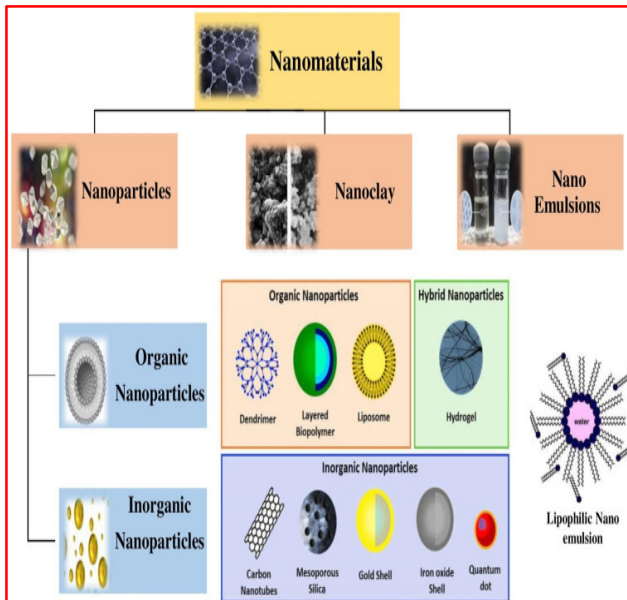 Nanomaterials
Nanoparticles
Nanoclay
Nano
Emulsions
Organic
Nanoparticles
Organic Nanoparticles
Dendrimer
Layered
Biopolymer
Liposome
Hybrid Nanoparticles
Hydrogel
water
Lipophilic Nano
emulsion
Inorganic
Nanoparticles
Inorganic Nanoparticles
Carbon
Nanotubes
Mesoporous
Silica
Gold Shell
Iron oxide
Shell
Quantum
dot